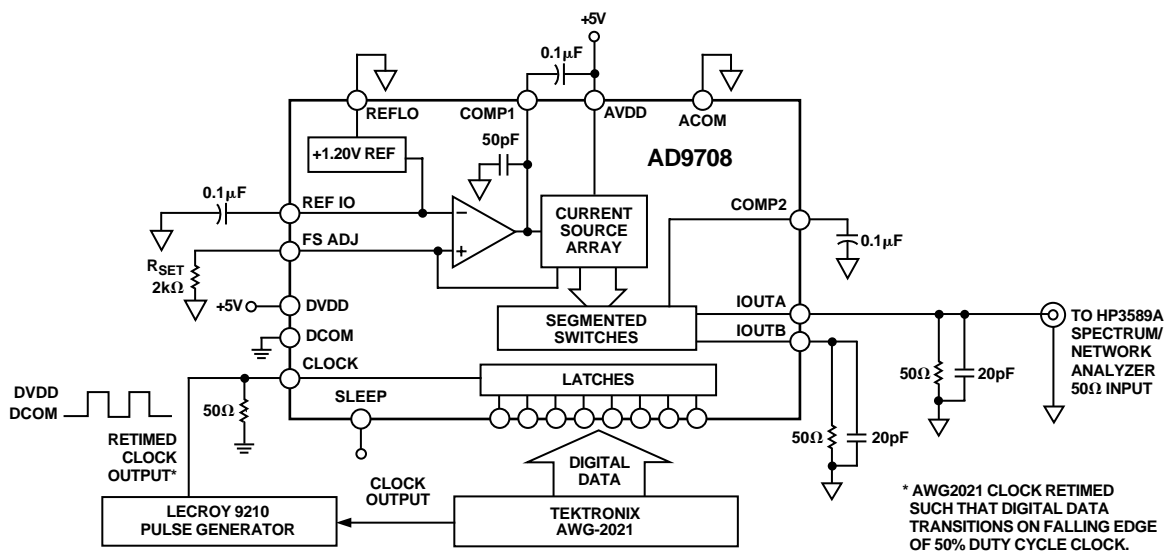 +5V
0.1µF
REFLO
COMP1
AVDD
ACOM
50pF
+1.20V REF
AD9708
0.1µF
REF IO
CURRENT
SOURCE
ARRAY
COMP2
0.1µF
FS ADJ
R_SET
2kΩ
+5V
DVDD
IOUTA
SEGMENTED
SWITCHES
IOUTB
TO HP3589A
SPECTRUM/
NETWORK
ANALYZER
50Ω INPUT
DCOM
CLOCK
LATCHES
50Ω
20pF
DVDD
DCOM
50Ω
SLEEP
50Ω
20pF
RETIMED
CLOCK
OUTPUT*
DIGITAL
DATA
CLOCK
OUTPUT
LECROY 9210
PULSE GENERATOR
TEKTRONIX
AWG-2021
* AWG2021 CLOCK RETIMED
SUCH THAT DIGITAL DATA
TRANSITIONS ON FALLING EDGE
OF 50% DUTY CYCLE CLOCK.